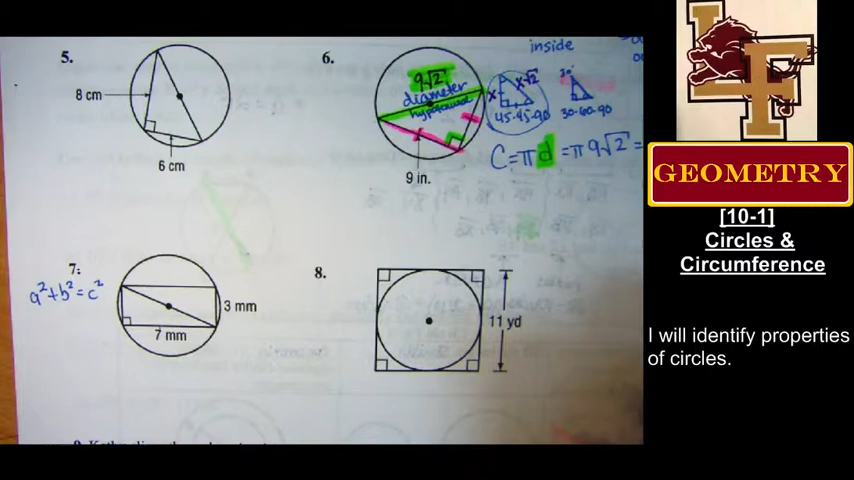 5.
8 cm
6 cm
6.
inside
9√2
diameter
hypotenuse
x
x√2
45-45-90
30°
30-60-90
C = π d = π 9√2 =
9 in.
7.
a² + b² = c²
3 mm
7 mm
8.
11 yd
LF
GEOMETRY
[10-1]
Circles &
Circumference
I will identify properties
of circles.